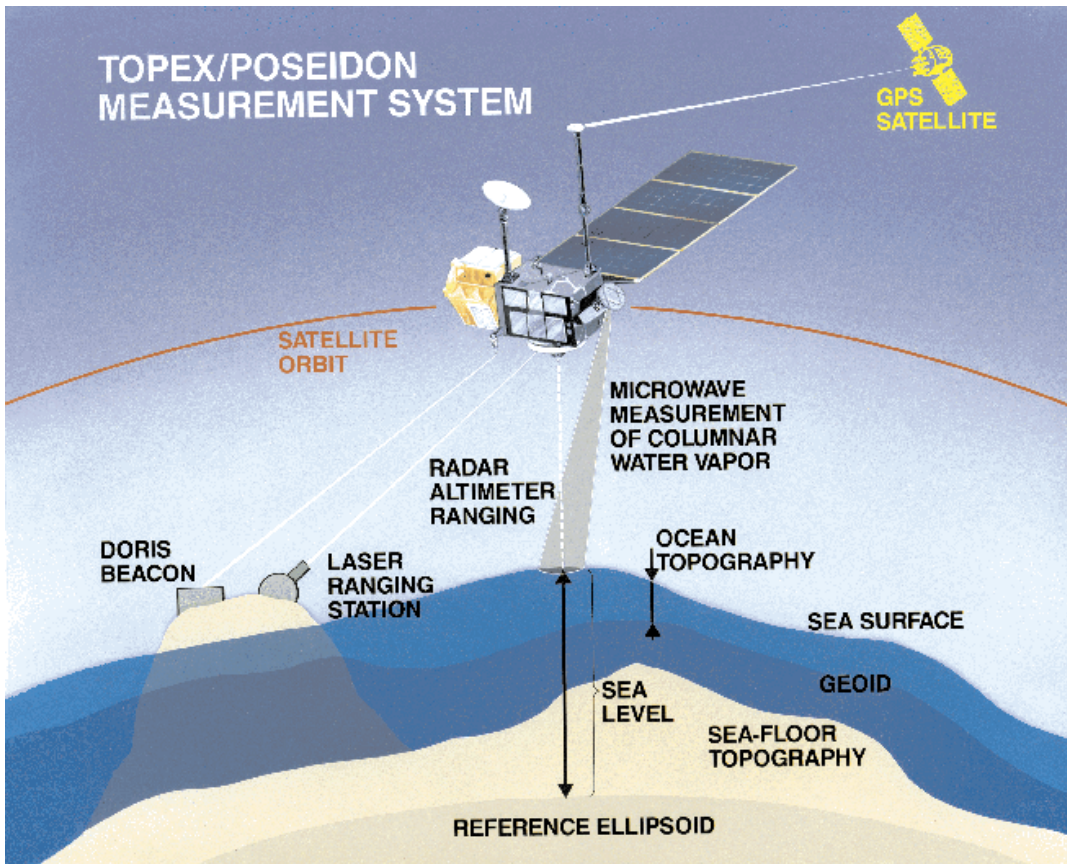 TOPEX/POSEIDON
MEASUREMENT SYSTEM
GPS
SATELLITE
SATELLITE
ORBIT
MICROWAVE
MEASUREMENT
OF COLUMNAR
WATER VAPOR
RADAR
ALTIMETER
RANGING
DORIS
BEACON
LASER
RANGING
STATION
OCEAN
TOPOGRAPHY
SEA SURFACE
GEOID
SEA
LEVEL
SEA-FLOOR
TOPOGRAPHY
REFERENCE ELLIPSOID